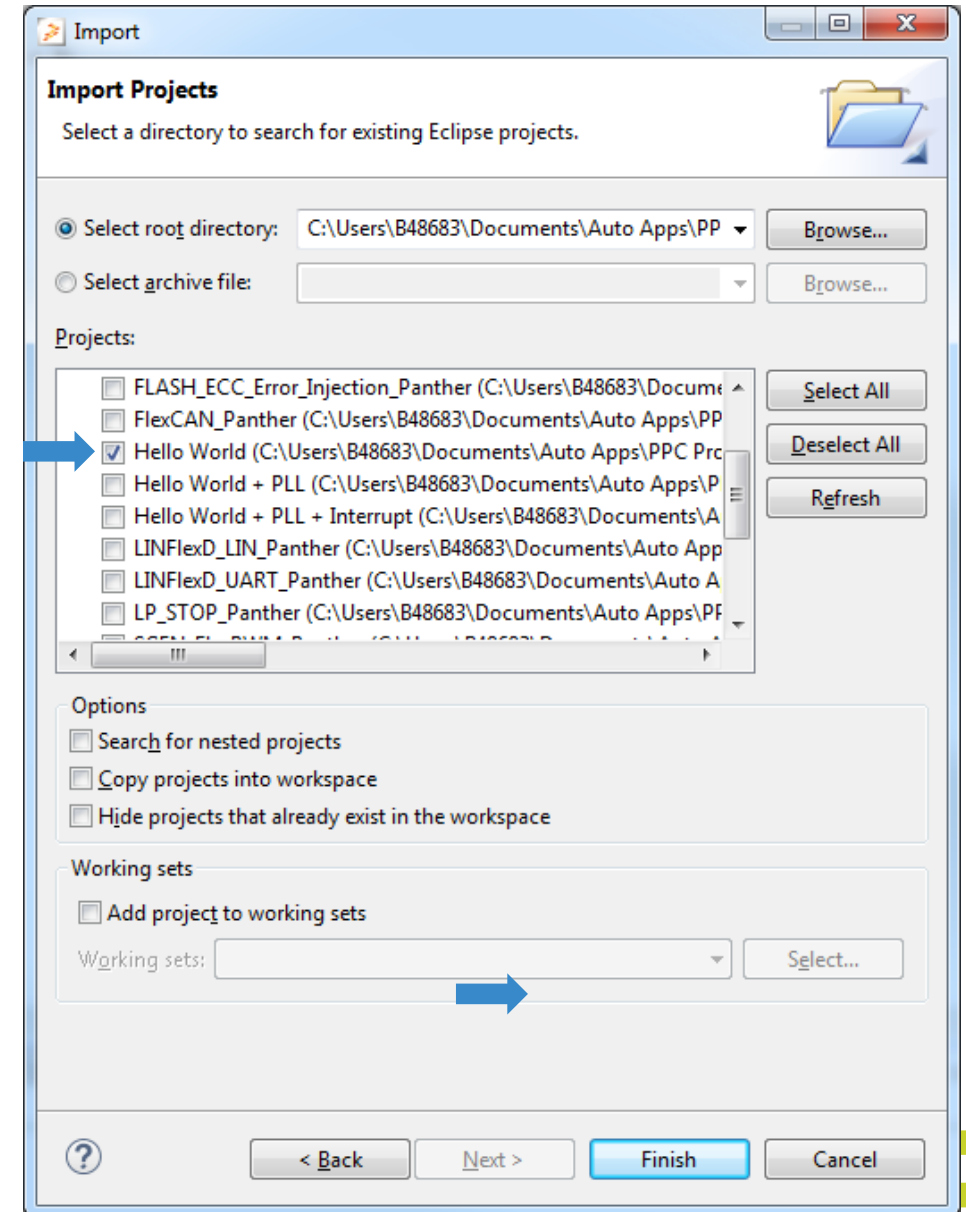 Import
Import Projects
Select a directory to search for existing Eclipse projects.
Select root directory: C:\Users\B48683\Documents\Auto Apps\PP Browse...
Select archive file: Browse...
Projects:
FLASH_ECC_Error_Injection_Panther (C:\Users\B48683\Docume
FlexCAN_Panther (C:\Users\B48683\Documents\Auto Apps\PP
Hello World (C:\Users\B48683\Documents\Auto Apps\PPC Prc
Hello World + PLL (C:\Users\B48683\Documents\Auto Apps\P
Hello World + PLL + Interrupt (C:\Users\B48683\Documents\A
LINFlexD_LIN_Panther (C:\Users\B48683\Documents\Auto App
LINFlexD_UART_Panther (C:\Users\B48683\Documents\Auto A
LP_STOP_Panther (C:\Users\B48683\Documents\Auto Apps\PF
Select All
Deselect All
Refresh
Options
Search for nested projects
Copy projects into workspace
Hide projects that already exist in the workspace
Working sets
Add project to working sets
Working sets: Select...
? < Back Next > Finish Cancel